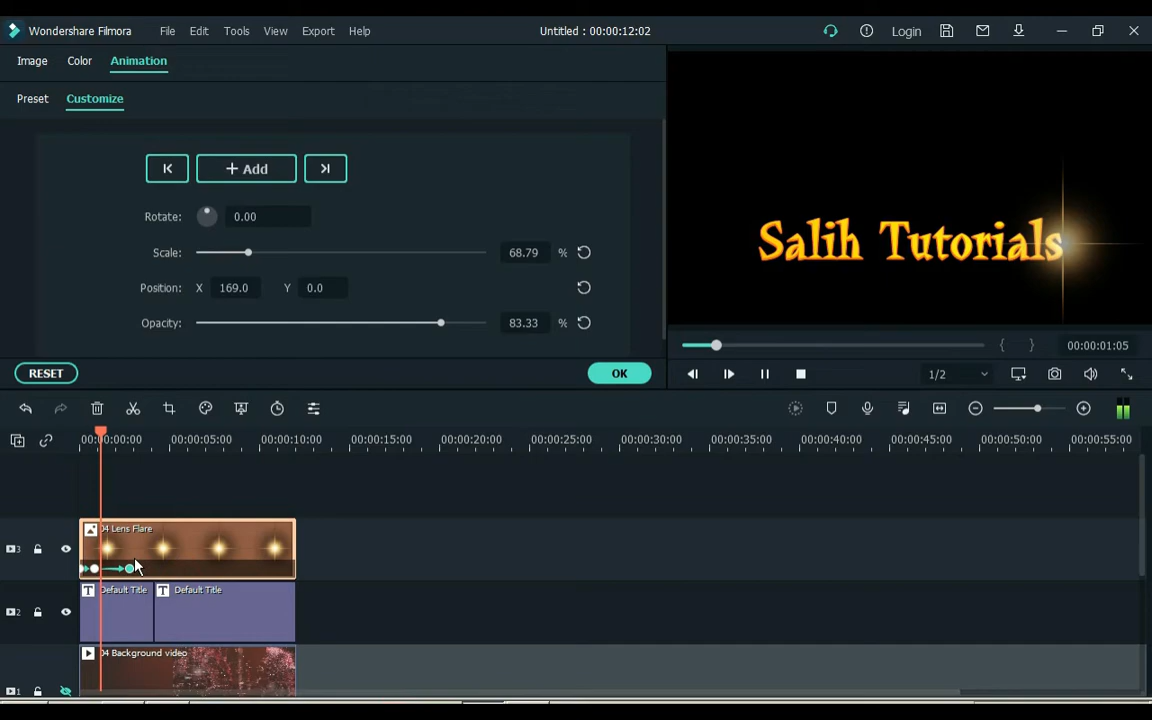 Wondershare Filmora File Edit Tools View Export Help Untitled : 00:00:12:02 Login
Image Color Animation
Preset Customize
+ Add
Rotate: 0.00
Scale: 68.79 %
Position: X 169.0 Y 0.0
Opacity: 83.33 %
RESET OK
Salih Tutorials
{ } 00:00:01:05
1/2
00:00:00:00 00:00:05:00 00:00:10:00 00:00:15:00 00:00:20:00 00:00:25:00 00:00:30:00 00:00:35:00 00:00:40:00 00:00:45:00 00:00:50:00 00:00:55:00
3 04 Lens Flare
2 T Default Title T Default Title
1 04 Background video